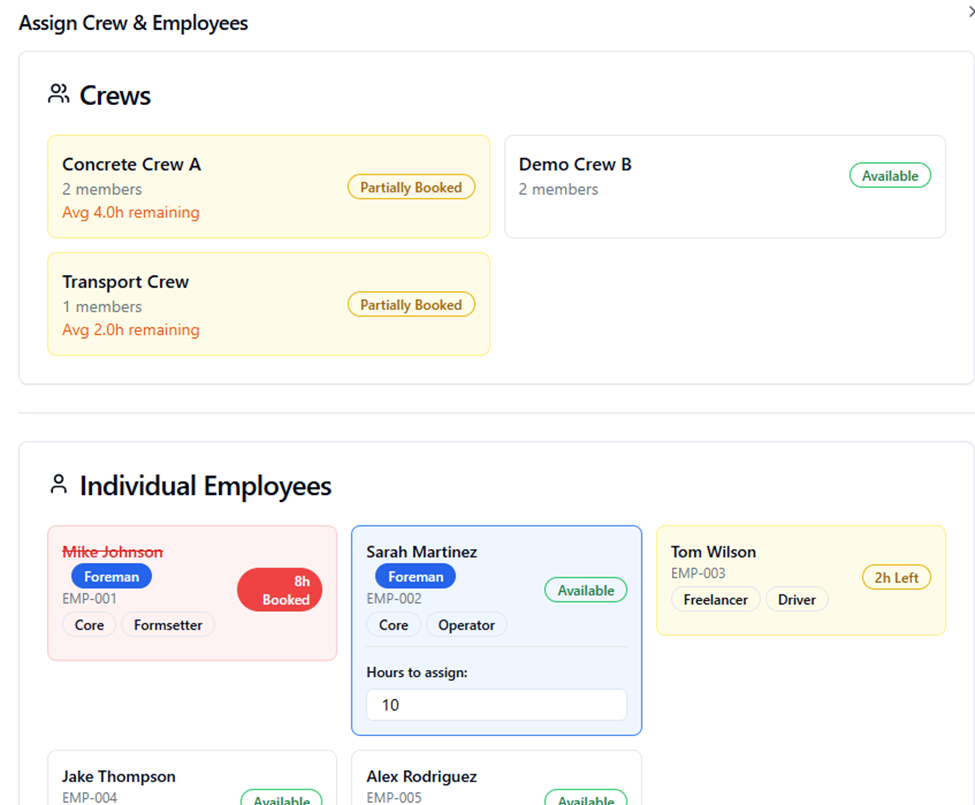 Assign Crew & Employees
Crews
Concrete Crew A
2 members
Avg 4.0h remaining
Partially Booked
Demo Crew B
2 members
Available
Transport Crew
1 members
Avg 2.0h remaining
Partially Booked
Individual Employees
Mike Johnson
Foreman
EMP-001
8h
Booked
Core
Formsetter
Sarah Martinez
Foreman
EMP-002
Available
Core
Operator
Hours to assign:
10
Tom Wilson
EMP-003
2h Left
Freelancer
Driver
Jake Thompson
EMP-004
Available
Alex Rodriguez
EMP-005
Available